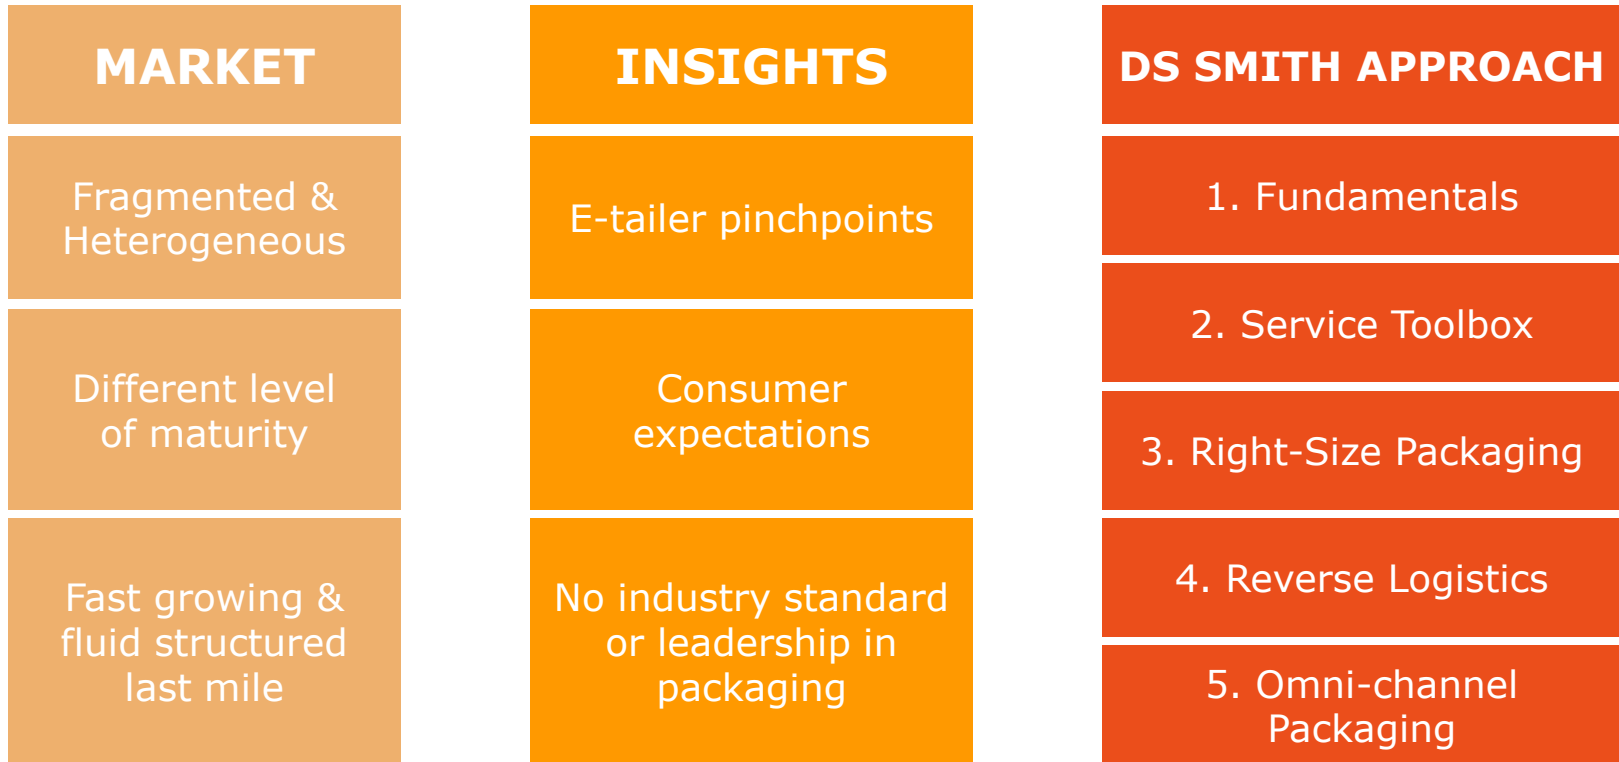 MARKET
Fragmented &
Heterogeneous
Different level
of maturity
Fast growing &
fluid structured
last mile
INSIGHTS
E-tailer pinchpoints
Consumer
expectations
No industry standard
or leadership in
packaging
DS SMITH APPROACH
1. Fundamentals
2. Service Toolbox
3. Right-Size Packaging
4. Reverse Logistics
5. Omni-channel
Packaging